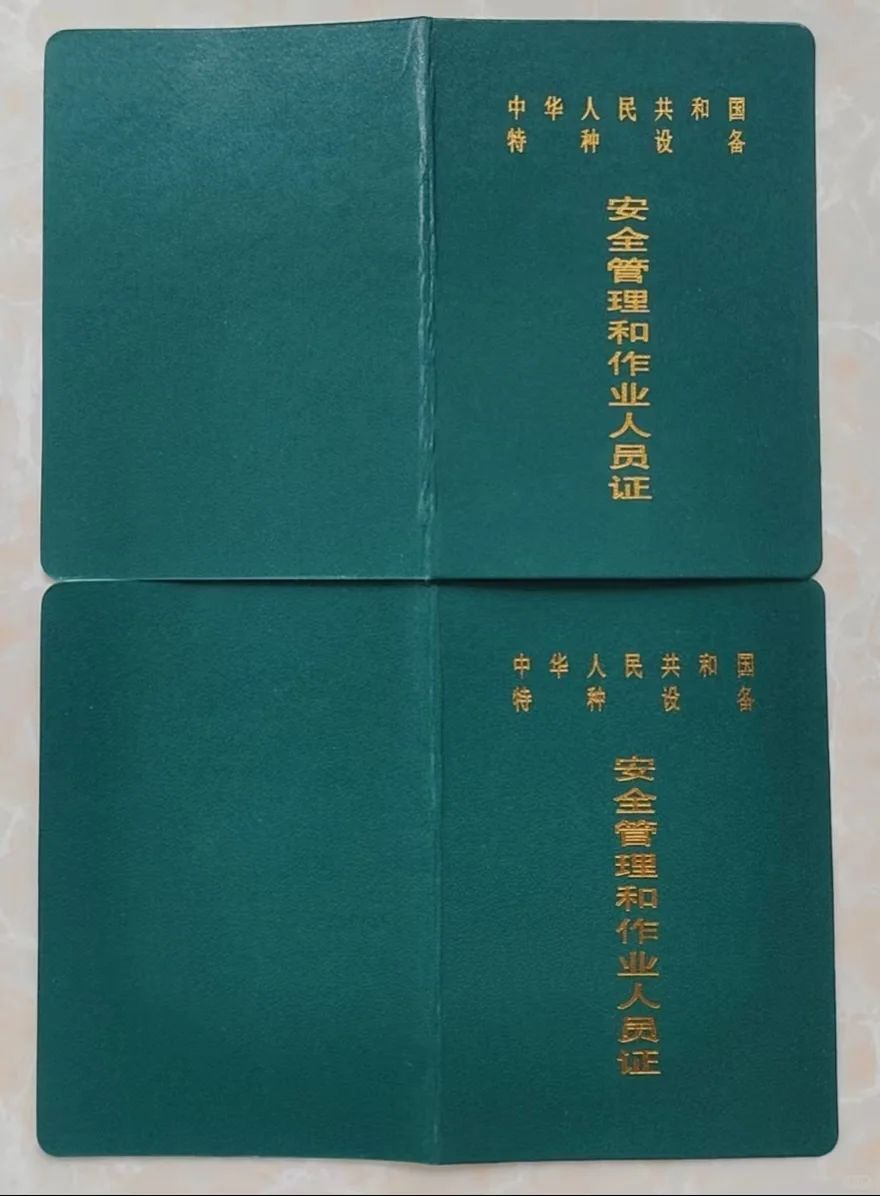 中华人民共和国
特种设备
安全管理和作业人员证
中华人民共和国
特种设备
安全管理和作业人员证